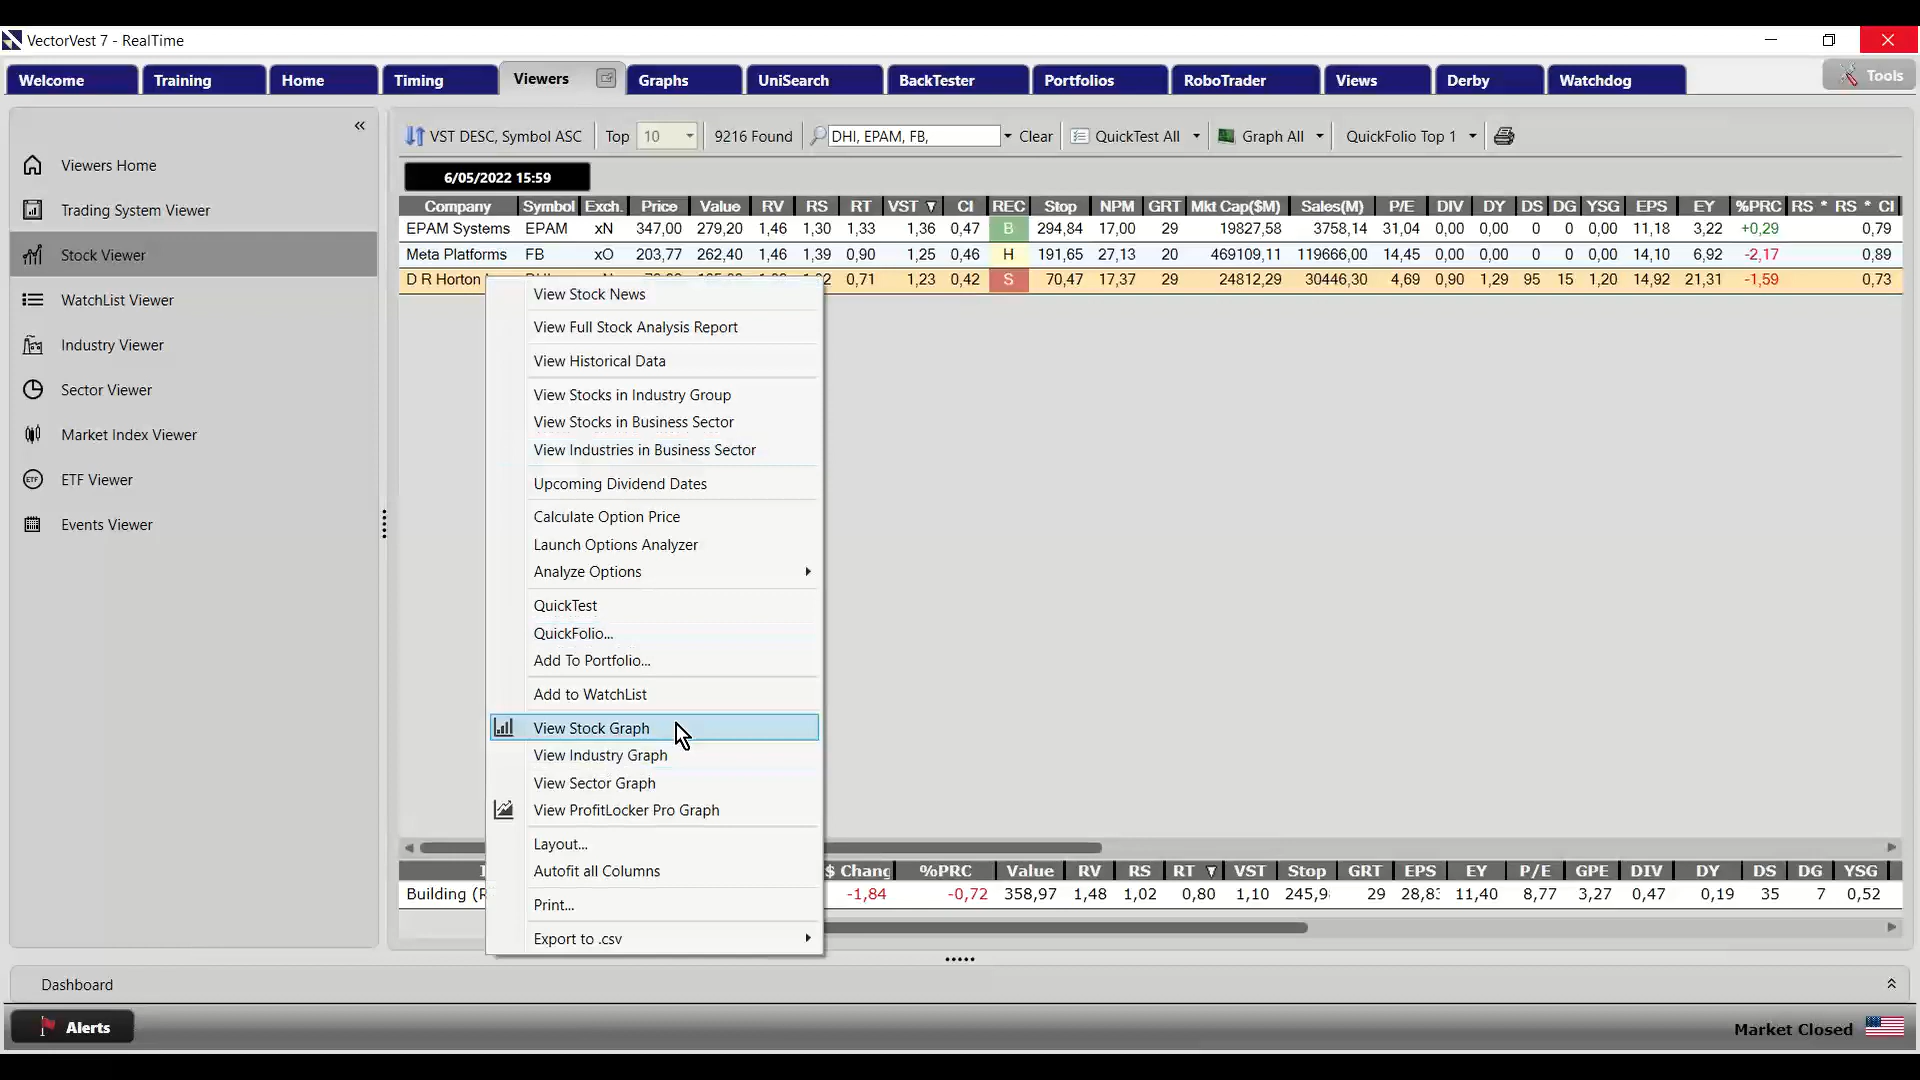 VectorVest 7 - RealTime
Welcome Training Home Timing Viewers Graphs UniSearch BackTester Portfolios RoboTrader Views Derby Watchdog Tools
VST DESC, Symbol ASC Top 10 9216 Found DHI, EPAM, FB, Clear QuickTest All Graph All QuickFolio Top 1
Viewers Home
Trading System Viewer
Stock Viewer
WatchList Viewer
Industry Viewer
Sector Viewer
Market Index Viewer
ETF Viewer
Events Viewer
6/05/2022 15:59
Company Symbol Exch. Price Value RV RS RT VST CI REC Stop NPM GRT Mkt Cap($M) Sales(M) P/E DIV DY DS DG YSG EPS EY %PRC RS * RS * CI
EPAM Systems EPAM xN 347,00 279,20 1,46 1,30 1,33 1,36 0,47 B 294,84 17,00 29 19827,58 3758,14 31,04 0,00 0,00 0 0 0,00 11,18 3,22 +0,29 0,79
Meta Platforms FB xO 203,77 262,40 1,46 1,39 0,90 1,25 0,46 H 191,65 27,13 20 469109,11 119666,00 14,45 0,00 0,00 0 0 0,00 14,10 6,92 -2,17 0,89
D R Horton 0,71 1,23 0,42 S 70,47 17,37 29 24812,29 30446,30 4,69 0,90 1,29 95 15 1,20 14,92 21,31 -1,59 0,73
View Stock News
View Full Stock Analysis Report
View Historical Data
View Stocks in Industry Group
View Stocks in Business Sector
View Industries in Business Sector
Upcoming Dividend Dates
Calculate Option Price
Launch Options Analyzer
Analyze Options
QuickTest
QuickFolio...
Add To Portfolio...
Add to WatchList
View Stock Graph
View Industry Graph
View Sector Graph
View ProfitLocker Pro Graph
Layout...
Autofit all Columns
Print...
Export to .csv
$ Chang %PRC Value RV RS RT VST Stop GRT EPS EY P/E GPE DIV DY DS DG YSG
Building (R -1,84 -0,72 358,97 1,48 1,02 0,80 1,10 245,9 29 28,8 11,40 8,77 3,27 0,47 0,19 35 7 0,52
Dashboard
Alerts
Market Closed